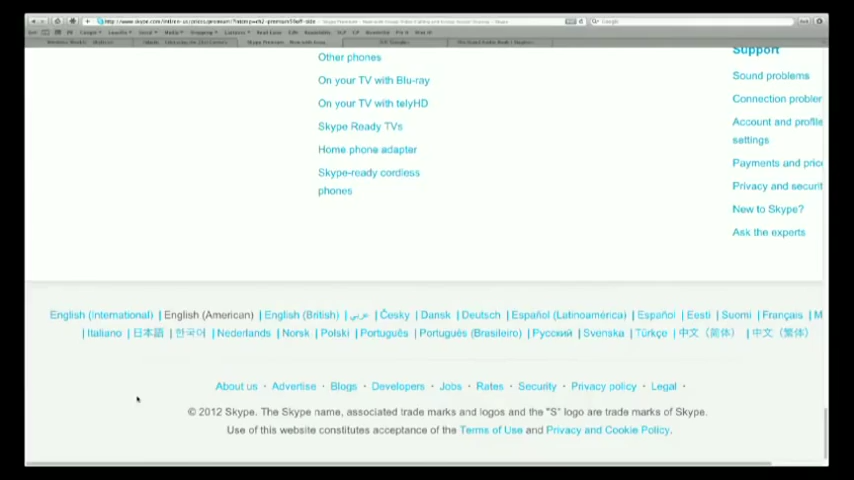 Other phones
On your TV with Blu-ray
On your TV with telyHD
Skype Ready TVs
Home phone adapter
Skype-ready cordless
phones
Support
Sound problems
Connection problem
Account and profile
settings
Payments and pric
Privacy and securit
New to Skype?
Ask the experts
English (International) | English (American) | English (British) | عربي | Česky | Dansk | Deutsch | Español (Latinoamérica) | Español | Eesti | Suomi | Français | M
| Italiano | 日本語 | 한국어 | Nederlands | Norsk | Polski | Português | Português (Brasileiro) | Русский | Svenska | Türkçe | 中文（简体） | 中文（繁体）
About us · Advertise · Blogs · Developers · Jobs · Rates · Security · Privacy policy · Legal ·
© 2012 Skype. The Skype name, associated trade marks and logos and the "S" logo are trade marks of Skype.
Use of this website constitutes acceptance of the Terms of Use and Privacy and Cookie Policy.